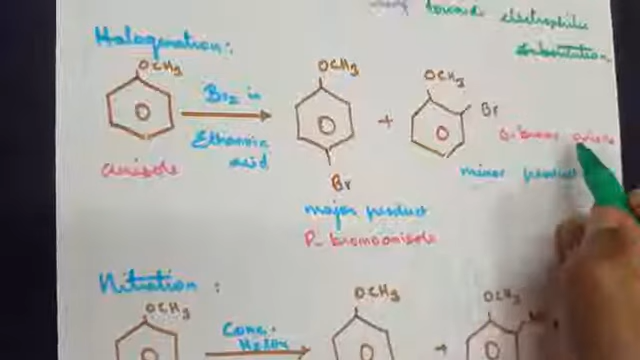 towards electrophilic
substitution
Halogenation:
OCH3
OCH3
OCH3
Br2 in
Ethanoic
acid
+
Br
anisole
Br
O-bromo anisole
minor product
major product
P-bromoanisole
Nitration :
OCH3
OCH3
OCH3
Conc.
H2SO4
+